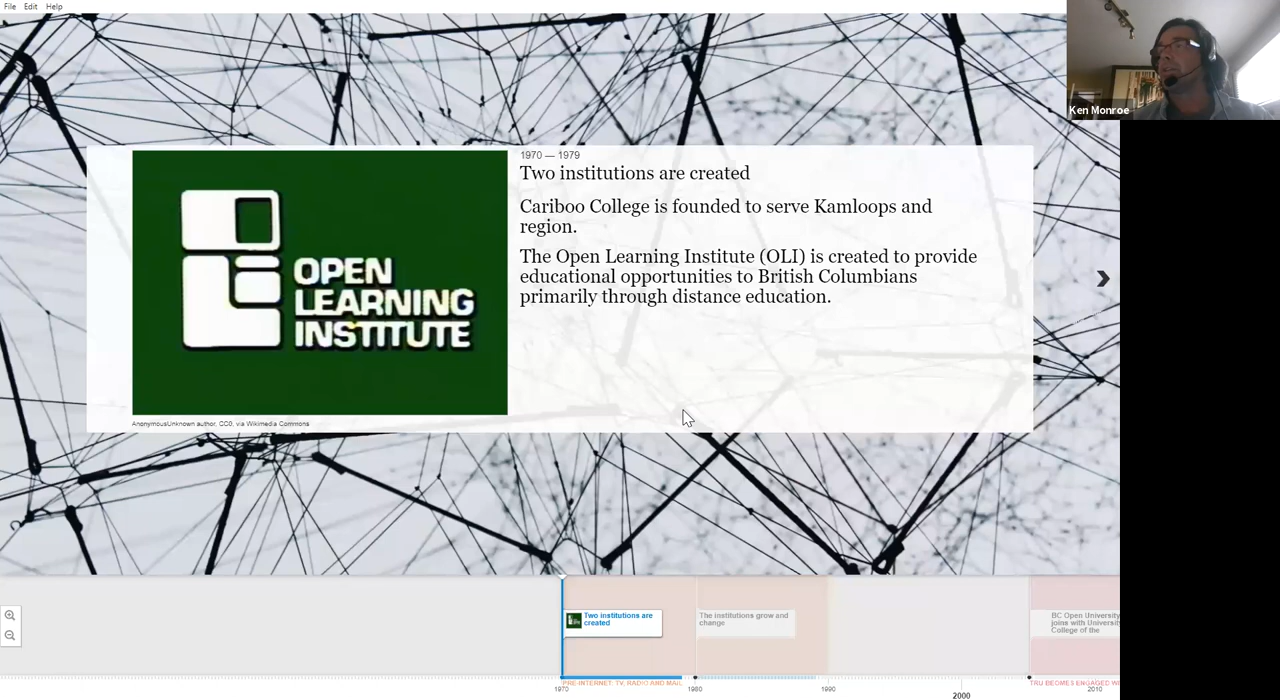 File Edit Help
Ken Monroe
OPEN
LEARNING
INSTITUTE
AnonymousUnknown author, CC0, via Wikimedia Commons
1970 — 1979
Two institutions are created
Cariboo College is founded to serve Kamloops and
region.
The Open Learning Institute (OLI) is created to provide
educational opportunities to British Columbians
primarily through distance education.
Two institutions are
created
The institutions grow and
change
BC Open University
joins with Universit
College of the
PRE-INTERNET: TV, RADIO AND MAIL
TRU BECOMES ENGAGED WI
1970
1980
1990
2000
2010